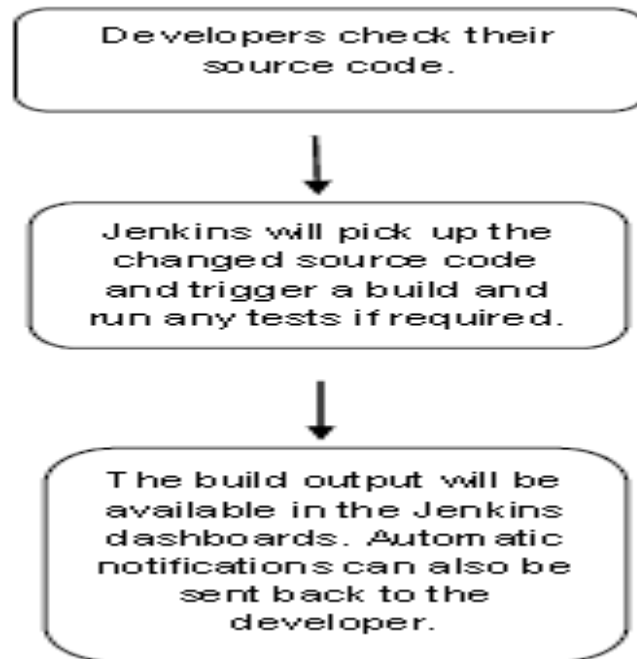 Developers check their
source code.
Jenkins will pick up the
changed source code
and trigger a build and
run any tests if required.
The build output will be
available in the Jenkins
dashboards. Automatic
notifications can also be
sent back to the
developer.